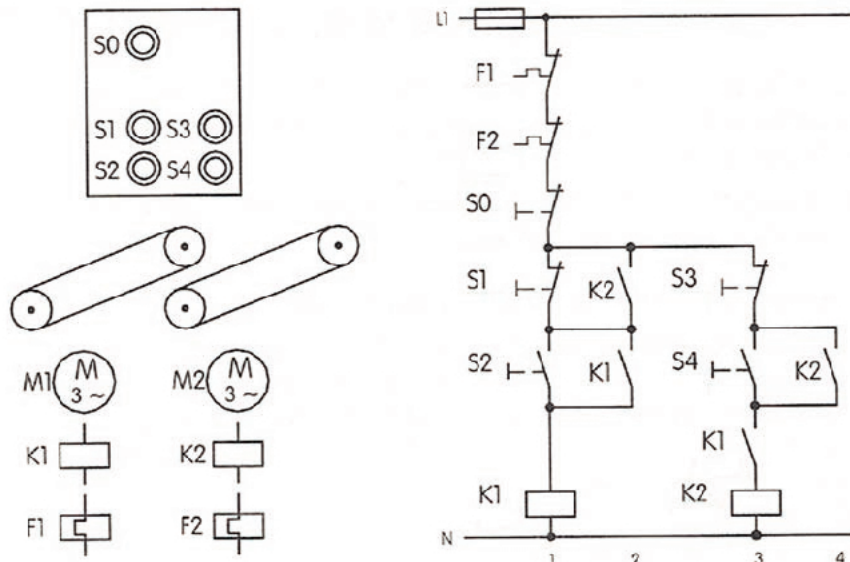 S0
S1 S3
S2 S4
M1 M 3 ~ M2 M 3 ~
K1 K2
F1 F2
L1
F1
F2
S0
S1 K2 S3
S2 K1 S4 K2
K1
K1 K2
N
1 2 3 4